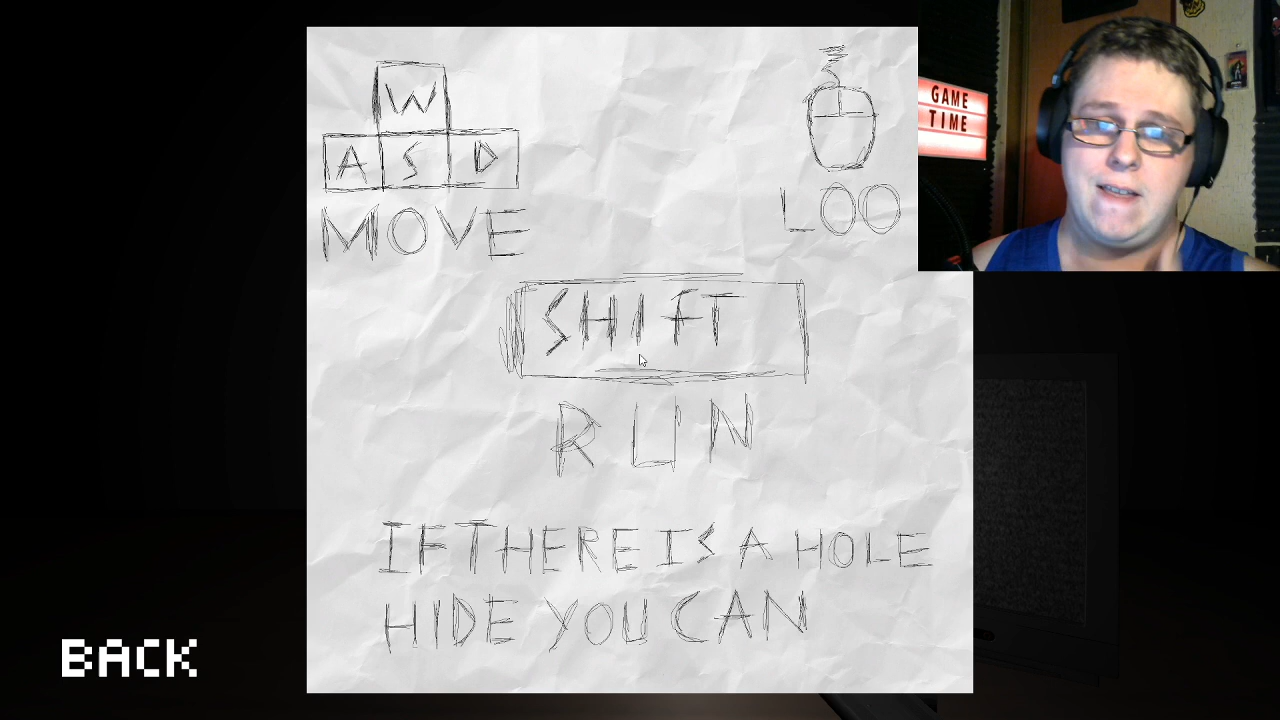 W
A S D
MOVE
LOO
GAME
TIME
SHIFT
RUN
IF THERE IS A HOLE
HIDE YOU CAN
BACK